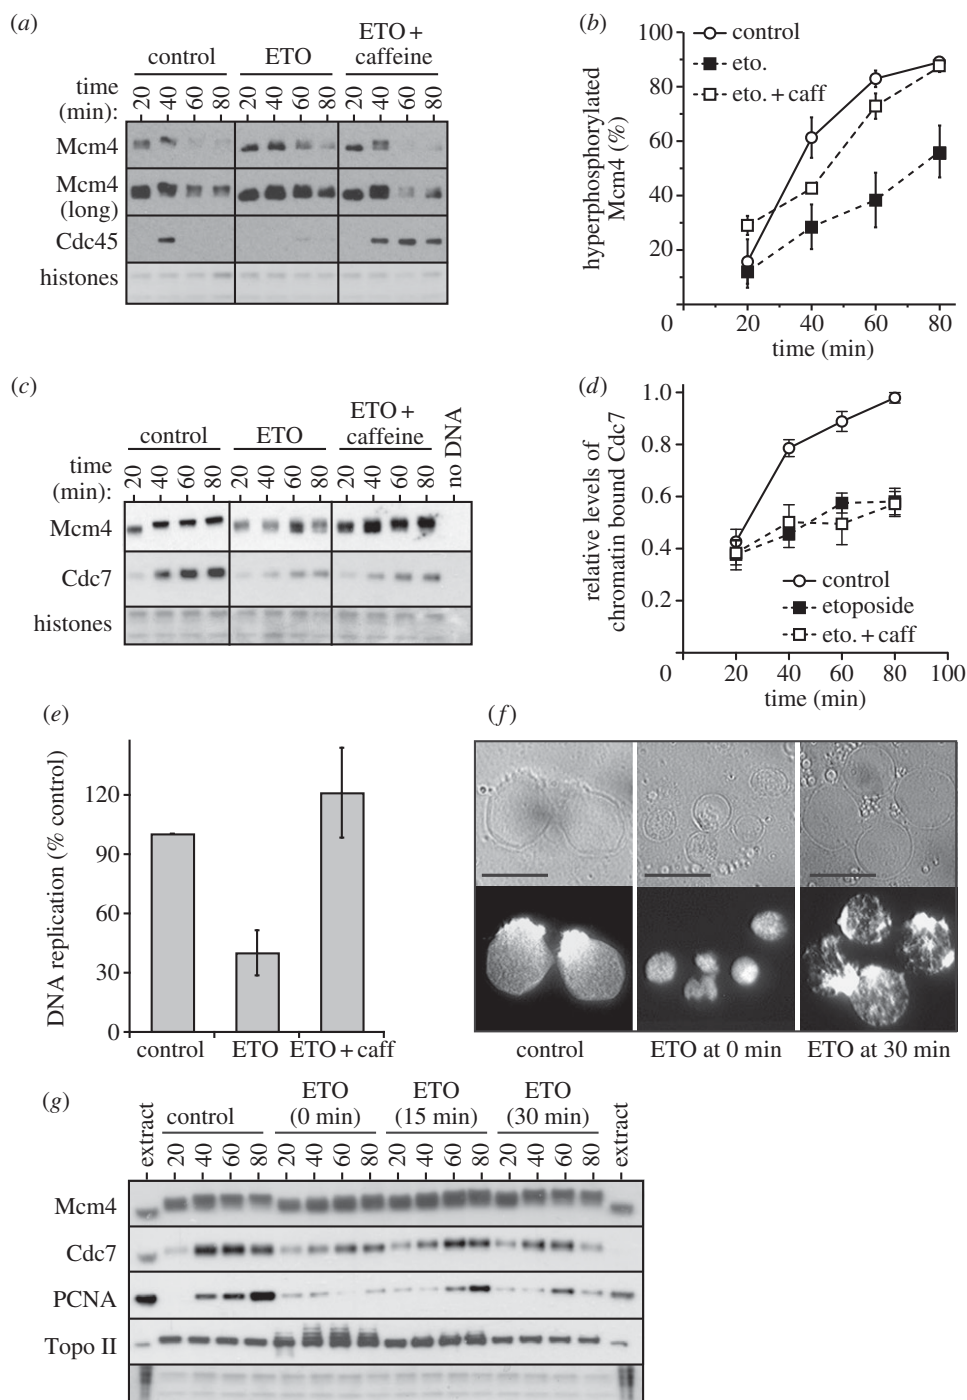 (a)
control
ETO
ETO +
caffeine
time
(min):
20 40 60 80 20 40 60 80 20 40 60 80
Mcm4
Mcm4
(long)
Cdc45
histones
(b)
hyperphosphorylated
Mcm4 (%)
100
80
60
40
20
0
20 40 60 80
time (min)
control
eto.
eto. + caff
(c)
control
ETO
ETO +
caffeine
no DNA
time
(min):
20 40 60 80 20 40 60 80 20 40 60 80
Mcm4
Cdc7
histones
(d)
relative levels of
chromatin bound Cdc7
1.0
0.8
0.6
0.4
0.2
0
20 40 60 80 100
time (min)
control
etoposide
eto. + caff
(e)
DNA replication (% control)
120
90
60
30
0
control ETO ETO + caff
(f)
control
ETO at 0 min
ETO at 30 min
(g)
extract
control
ETO
(0 min)
ETO
(15 min)
ETO
(30 min)
extract
20 40 60 80 20 40 60 80 20 40 60 80 20 40 60 80
Mcm4
Cdc7
PCNA
Topo II